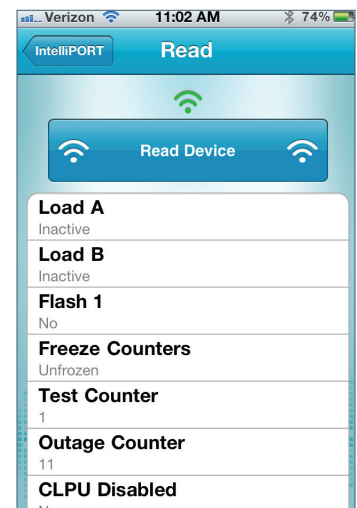 Verizon 11:02 AM 74%
IntelliPORT Read
Read Device
Load A
Inactive
Load B
Inactive
Flash 1
No
Freeze Counters
Unfrozen
Test Counter
1
Outage Counter
11
CLPU Disabled